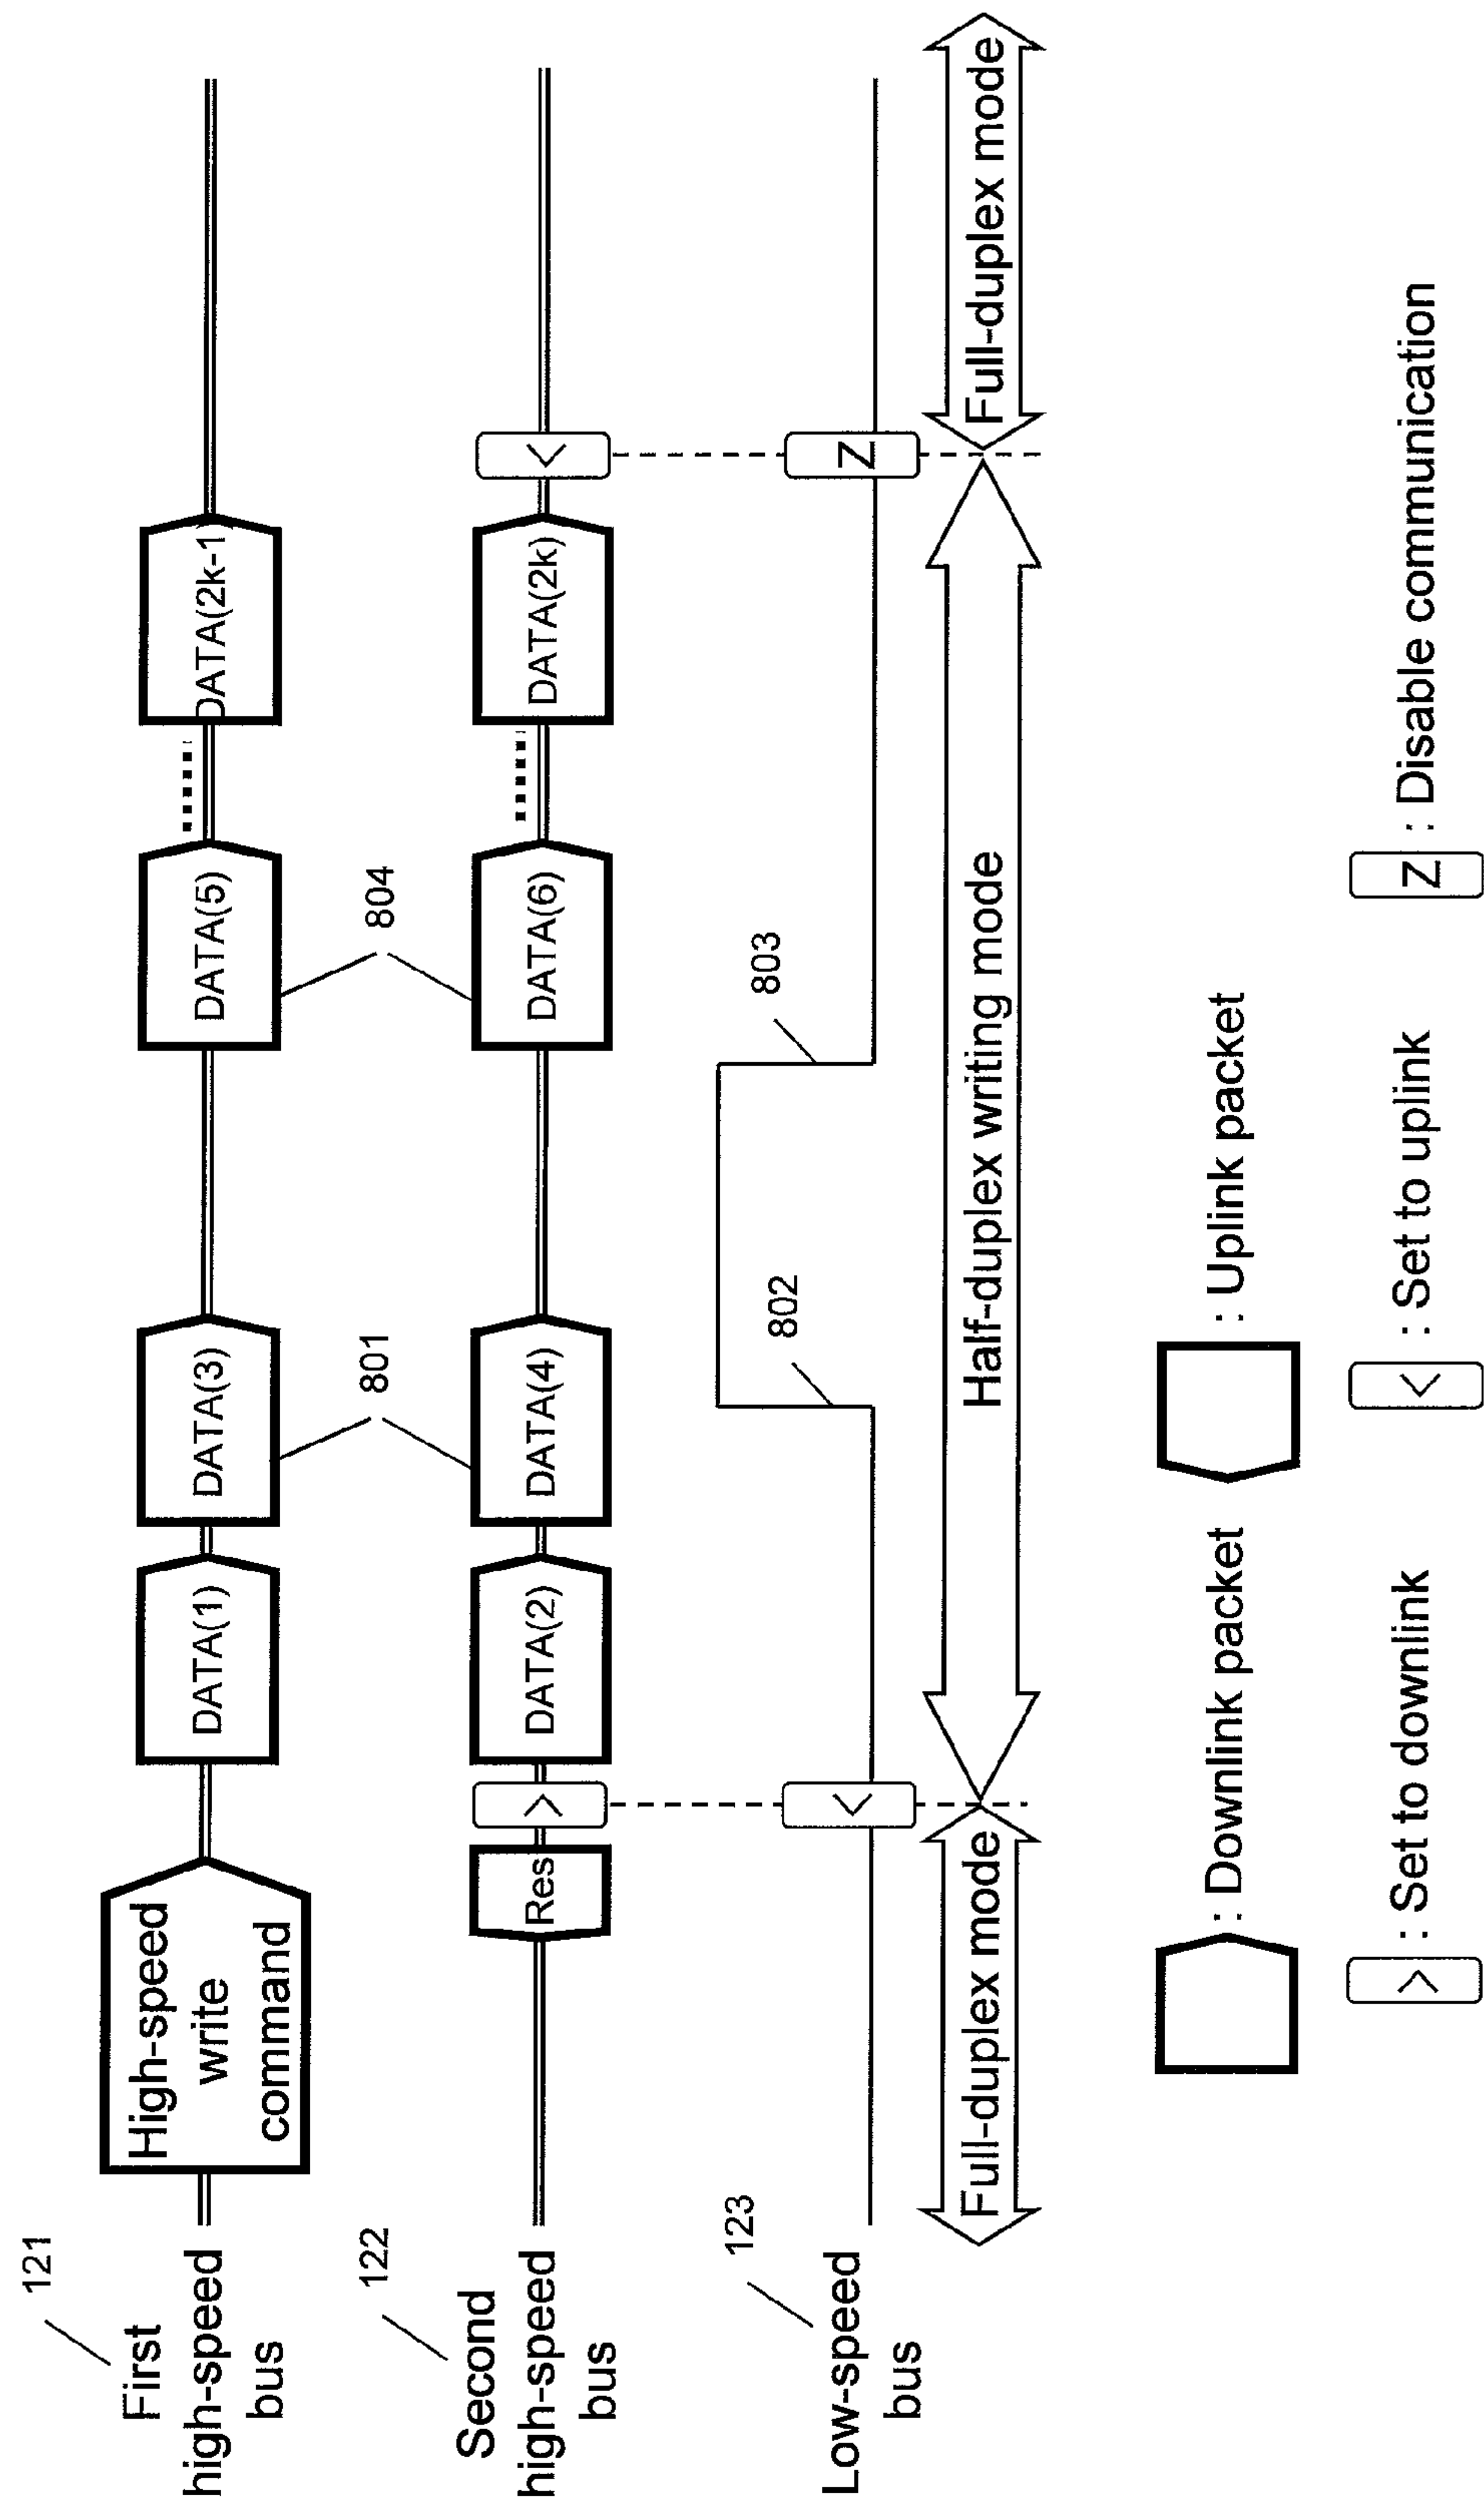 121
First
high-speed
bus
High-speed
write
command
DATA(1)
DATA(3)
DATA(5)
DATA(2k-1
801
804
122
Second
high-speed
bus
Res
>
DATA(2)
DATA(4)
DATA(6)
DATA(2k)
<
123
Low-speed
bus
<
802
803
Z
Full-duplex mode
Half-duplex writing mode
Full-duplex mode
: Downlink packet
: Uplink packet
> : Set to downlink
< : Set to uplink
Z : Disable communication